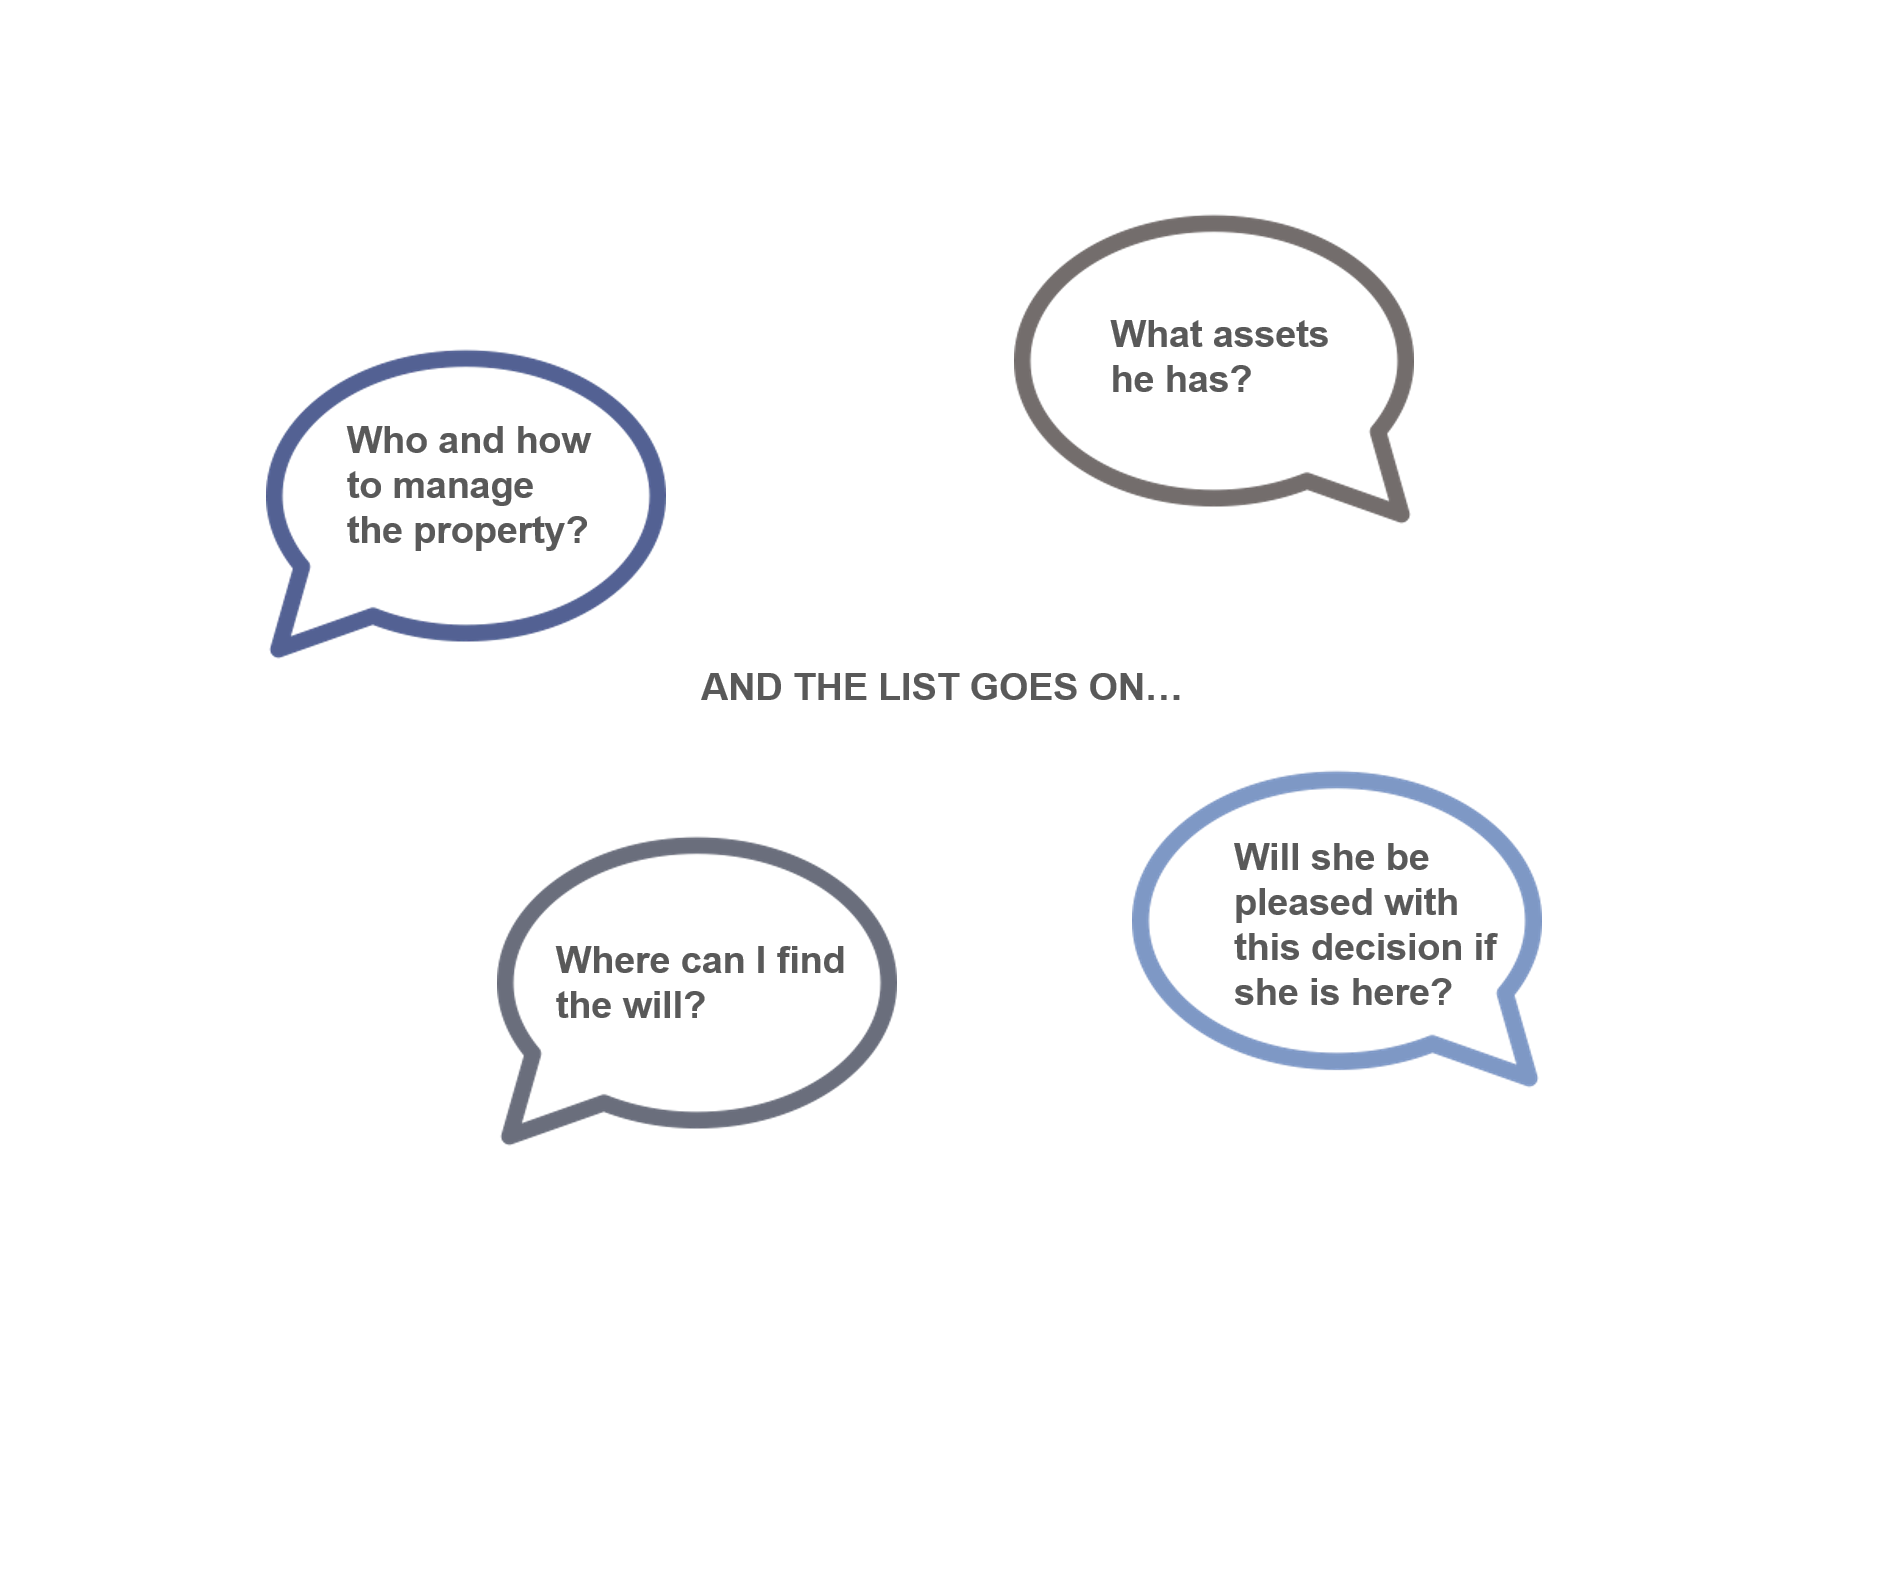 What assets
he has?
Who and how
to manage
the property?
AND THE LIST GOES ON…
Will she be
pleased with
this decision if
she is here?
Where can I find
the will?